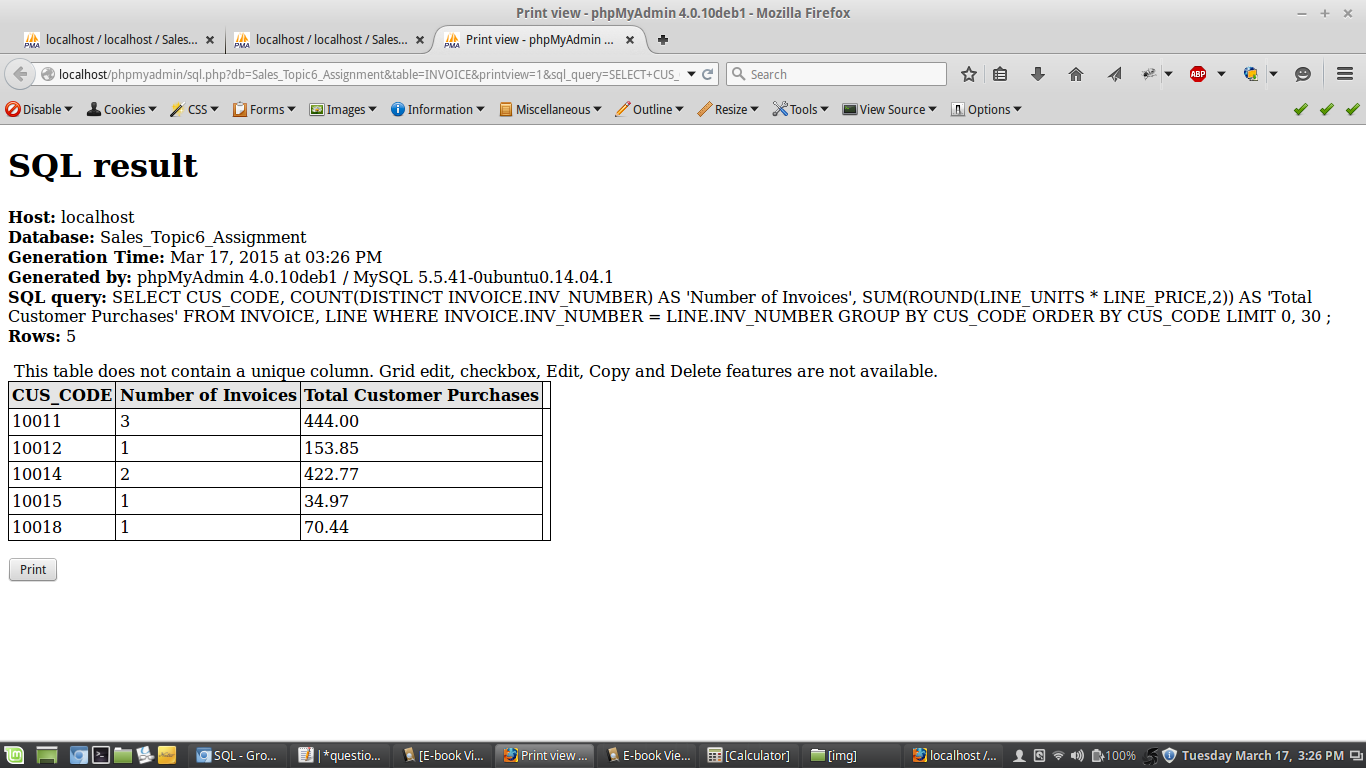 Print view - phpMyAdmin 4.0.10deb1 - Mozilla Firefox
localhost / localhost / Sales...
localhost / localhost / Sales...
Print view - phpMyAdmin ...
localhost/phpmyadmin/sql.php?db=Sales_Topic6_Assignment&table=INVOICE&printview=1&sql_query=SELECT+CUS_
Search
ABP
Disable Cookies CSS Forms Images Information Miscellaneous Outline Resize Tools View Source Options
SQL result
Host: localhost
Database: Sales_Topic6_Assignment
Generation Time: Mar 17, 2015 at 03:26 PM
Generated by: phpMyAdmin 4.0.10deb1 / MySQL 5.5.41-0ubuntu0.14.04.1
SQL query: SELECT CUS_CODE, COUNT(DISTINCT INVOICE.INV_NUMBER) AS 'Number of Invoices', SUM(ROUND(LINE_UNITS * LINE_PRICE,2)) AS 'Total
Customer Purchases' FROM INVOICE, LINE WHERE INVOICE.INV_NUMBER = LINE.INV_NUMBER GROUP BY CUS_CODE ORDER BY CUS_CODE LIMIT 0, 30 ;
Rows: 5
This table does not contain a unique column. Grid edit, checkbox, Edit, Copy and Delete features are not available.
CUS_CODE Number of Invoices Total Customer Purchases
10011 3 444.00
10012 1 153.85
10014 2 422.77
10015 1 34.97
10018 1 70.44
Print
SQL - Gro... |*questio... [E-book Vi... Print view ... E-book Vie... [Calculator] [img] localhost /... 100% Tuesday March 17, 3:26 PM